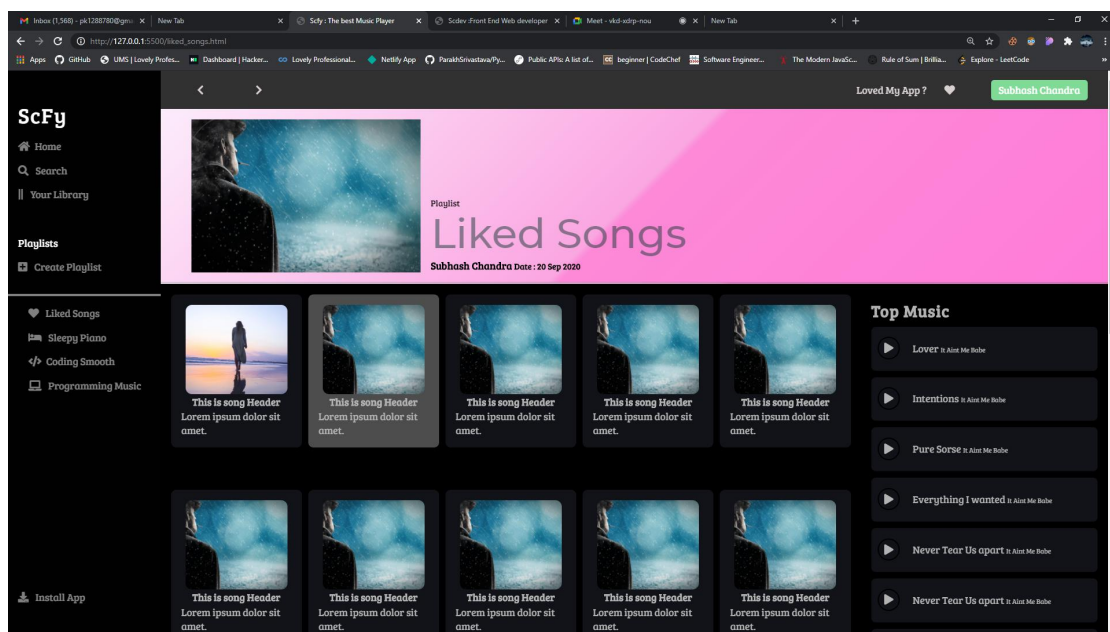 Inbox (1,568) - pk1288780@gma
New Tab
Scfy : The best Music Player
Scdev :Front End Web developer
Meet - vkd-xdrp-nou
New Tab
http://127.0.0.1:5500/liked_songs.html
Apps
GitHub
UMS | Lovely Profes...
Dashboard | Hacker...
Lovely Professional...
Netlify App
ParakhSrivastava/Py...
Public APIs: A list of...
beginner | CodeChef
Software Engineer...
The Modern JavaSc...
Rule of Sum | Brillia...
Explore - LeetCode
Loved My App ?
Subhash Chandra
ScFy
Home
Search
Your Library
Playlists
Create Playlist
Liked Songs
Sleepy Piano
Coding Smooth
Programming Music
Install App
Playlist
Liked Songs
Subhash Chandra Date : 20 Sep 2020
This is song Header
Lorem ipsum dolor sit
amet.
This is song Header
Lorem ipsum dolor sit
amet.
This is song Header
Lorem ipsum dolor sit
amet.
This is song Header
Lorem ipsum dolor sit
amet.
This is song Header
Lorem ipsum dolor sit
amet.
This is song Header
Lorem ipsum dolor sit
amet.
This is song Header
Lorem ipsum dolor sit
amet.
This is song Header
Lorem ipsum dolor sit
amet.
This is song Header
Lorem ipsum dolor sit
amet.
This is song Header
Lorem ipsum dolor sit
amet.
Top Music
Lover It Aint Me Babe
Intentions It Aint Me Babe
Pure Sorse It Aint Me Babe
Everything I wanted It Aint Me Babe
Never Tear Us apart It Aint Me Babe
Never Tear Us apart It Aint Me Babe